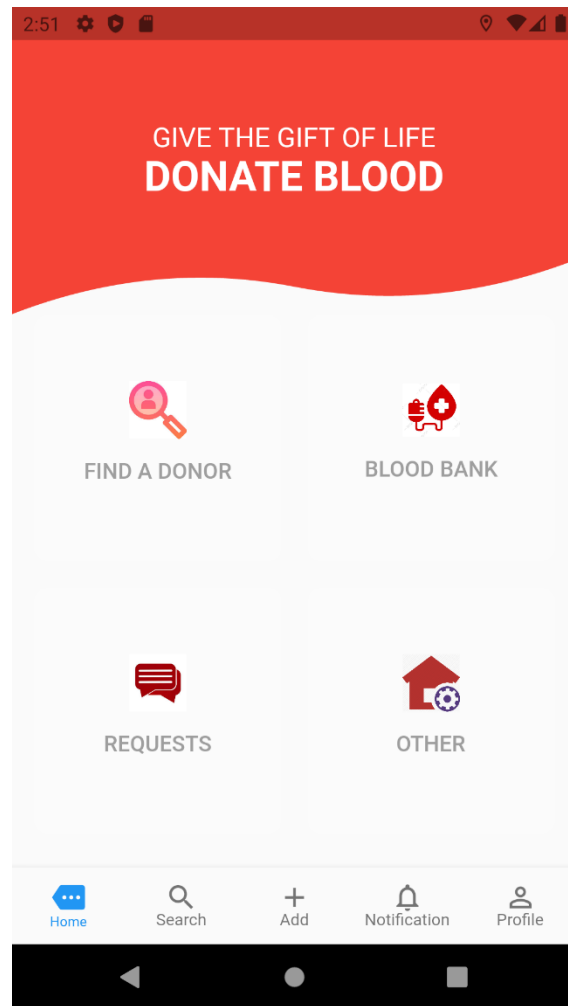 2:51
GIVE THE GIFT OF LIFE
DONATE BLOOD
FIND A DONOR
BLOOD BANK
REQUESTS
OTHER
Home
Search
Add
Notification
Profile